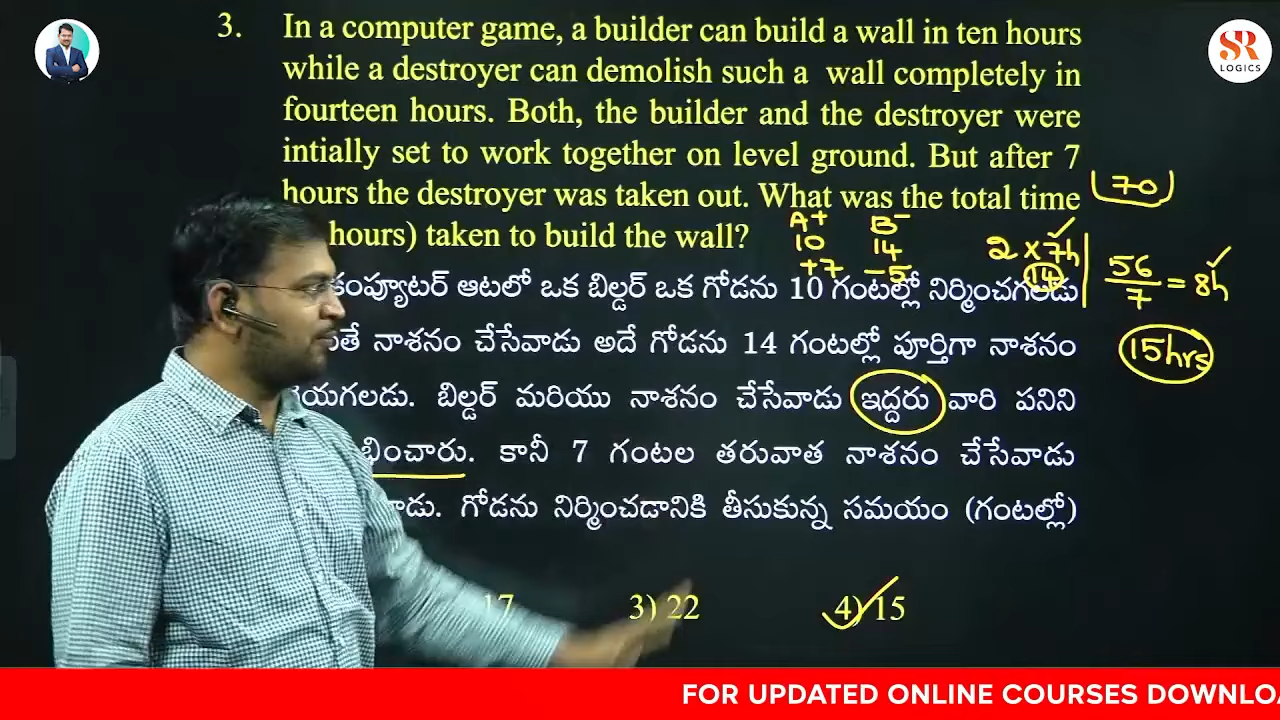 3. In a computer game, a builder can build a wall in ten hours
while a destroyer can demolish such a wall completely in
fourteen hours. Both, the builder and the destroyer were
intially set to work together on level ground. But after 7
hours the destroyer was taken out. What was the total time
hours) taken to build the wall?
(70)
A+ B-
10 14
+7 -5
2 x 7h
14
56/7 = 8h
15hrs
కంప్యూటర్ ఆటలో ఒక బిల్డర్ ఒక గోడను 10 గంటల్లో నిర్మించగలడు
నాశనం చేసేవాడు అదే గోడను 14 గంటల్లో పూర్తిగా నాశనం
బిల్డర్ మరియు నాశనం చేసేవాడు ఇద్దరు వారి పనిని
కానీ 7 గంటల తరువాత నాశనం చేసేవాడు
గోడను నిర్మించడానికి తీసుకున్న సమయం (గంటల్లో)
17 3) 22 4) 15
SR
LOGICS
FOR UPDATED ONLINE COURSES DOWNLO